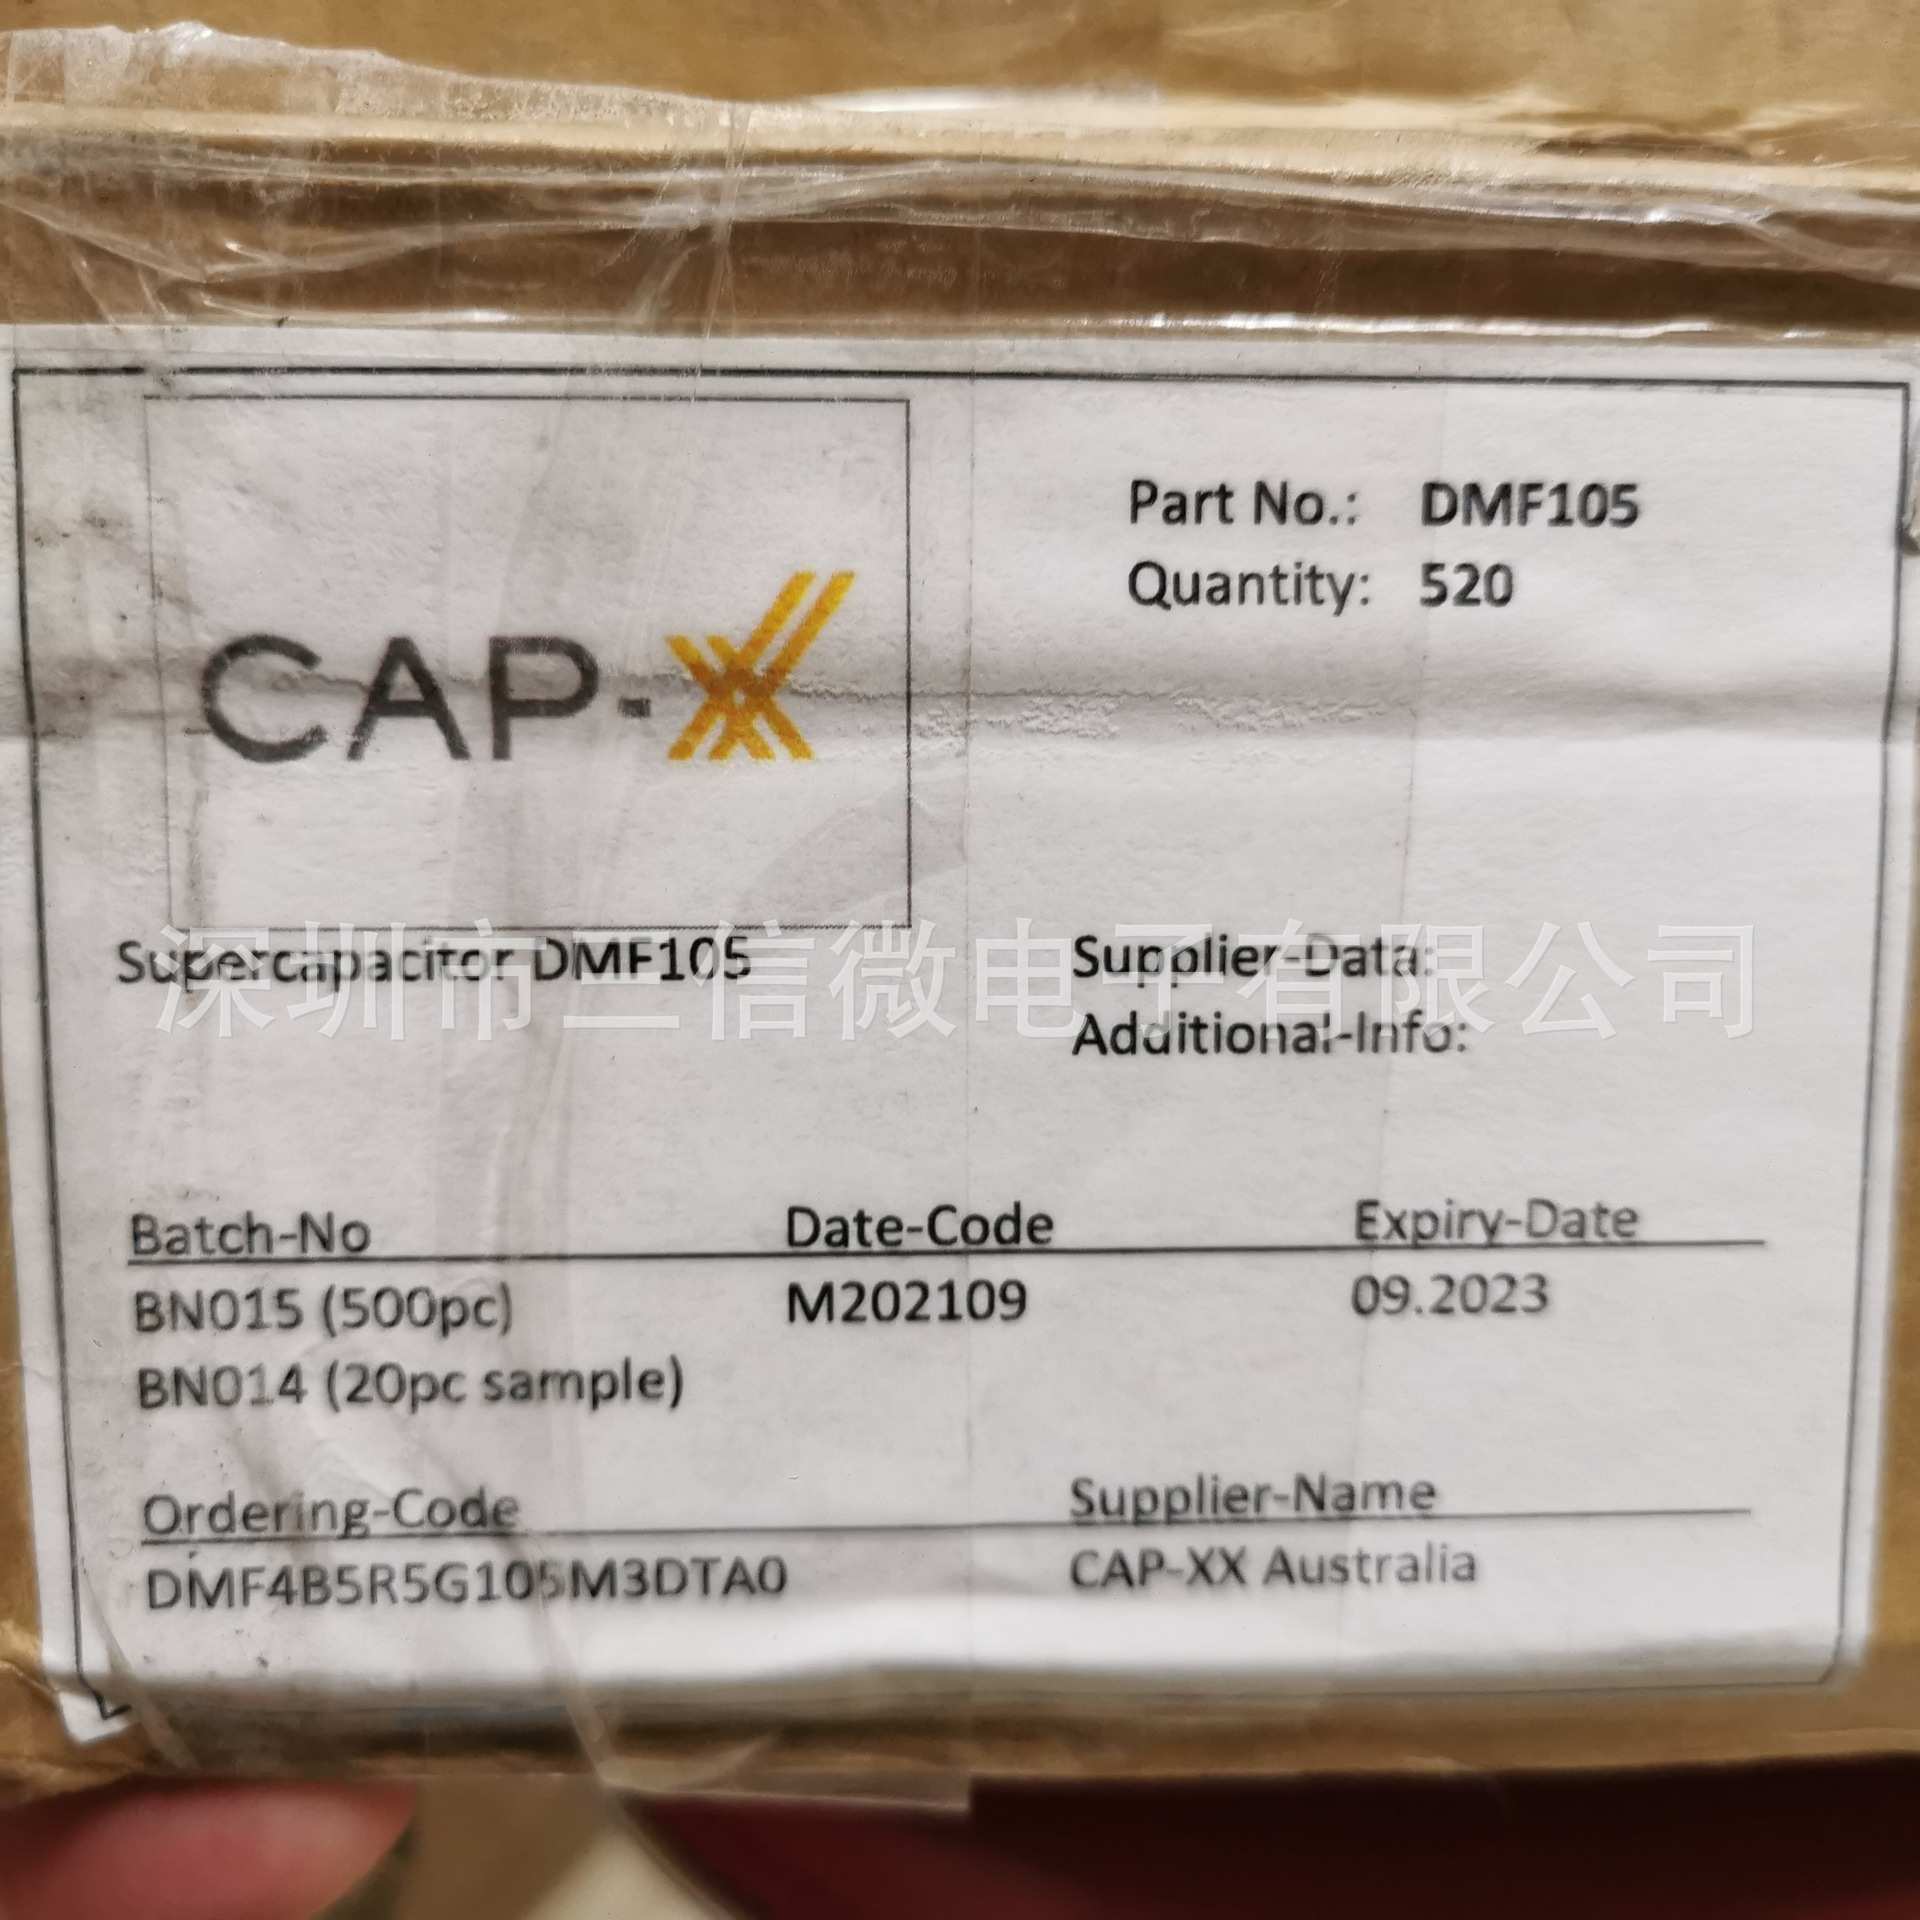 CAP-XX
Part No.: DMF105
Quantity: 520
Supercapacitor DMF105
Supplier-Data:
Additional-Info:
深圳市三信微电子有限公司
Batch-No Date-Code Expiry-Date
BN015 (500pc) M202109 09.2023
BN014 (20pc sample)
Ordering-Code Supplier-Name
DMF4B5R5G105M3DTA0 CAP-XX Australia